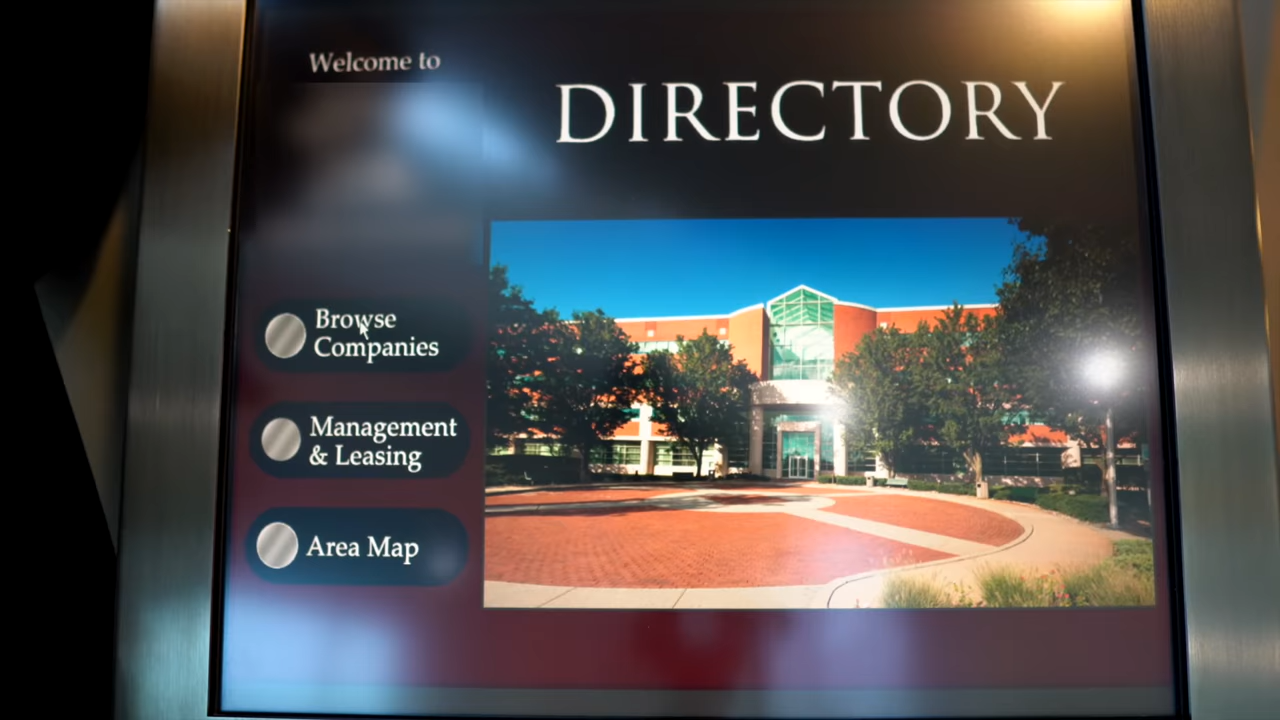 Welcome to
DIRECTORY
Browse
Companies
Management
& Leasing
Area Map